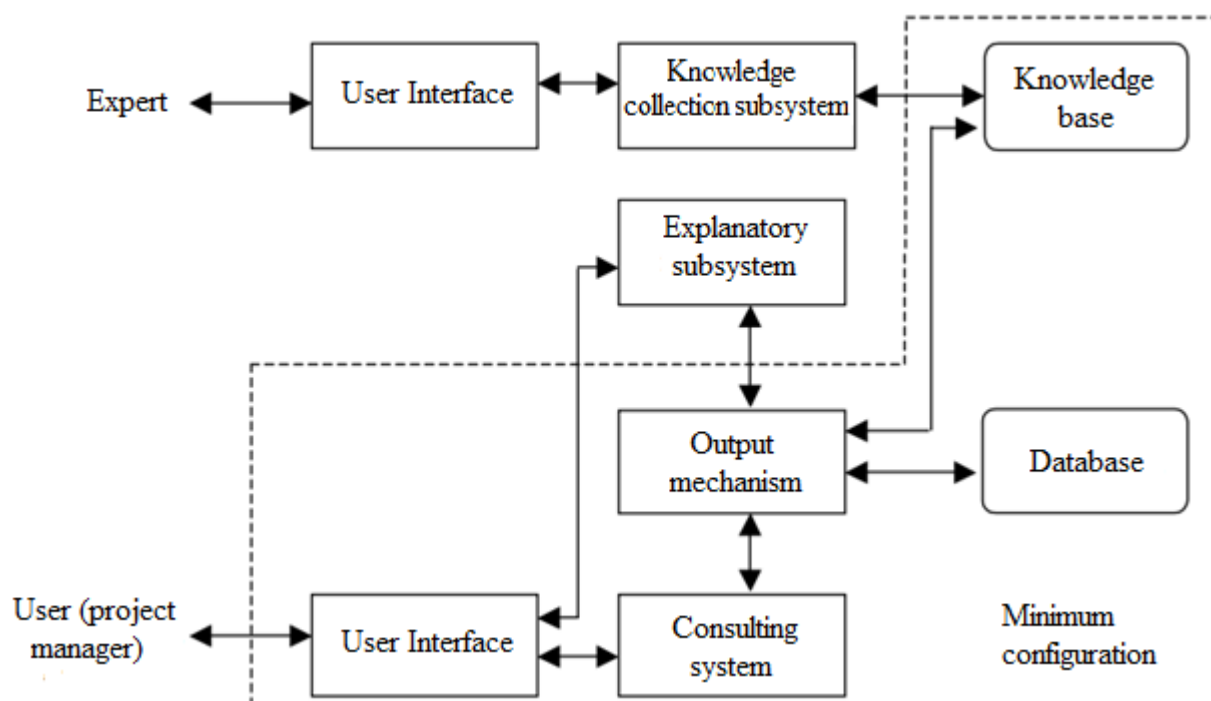 Expert
User Interface
Knowledge
collection subsystem
Knowledge
base
Explanatory
subsystem
Output
mechanism
Database
User (project
manager)
User Interface
Consulting
system
Minimum
configuration